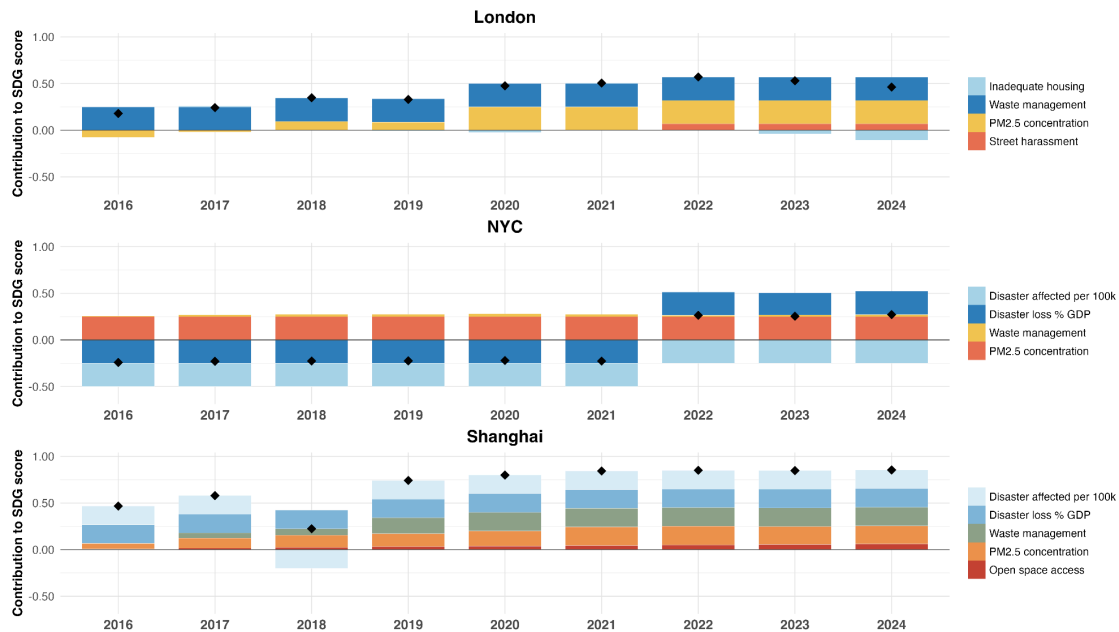 London
Contribution to SDG score
1.00
0.50
0.00
-0.50
2016 2017 2018 2019 2020 2021 2022 2023 2024
Inadequate housing
Waste management
PM2.5 concentration
Street harassment
NYC
Contribution to SDG score
1.00
0.50
0.00
-0.50
2016 2017 2018 2019 2020 2021 2022 2023 2024
Disaster affected per 100k
Disaster loss % GDP
Waste management
PM2.5 concentration
Shanghai
Contribution to SDG score
1.00
0.50
0.00
-0.50
2016 2017 2018 2019 2020 2021 2022 2023 2024
Disaster affected per 100k
Disaster loss % GDP
Waste management
PM2.5 concentration
Open space access